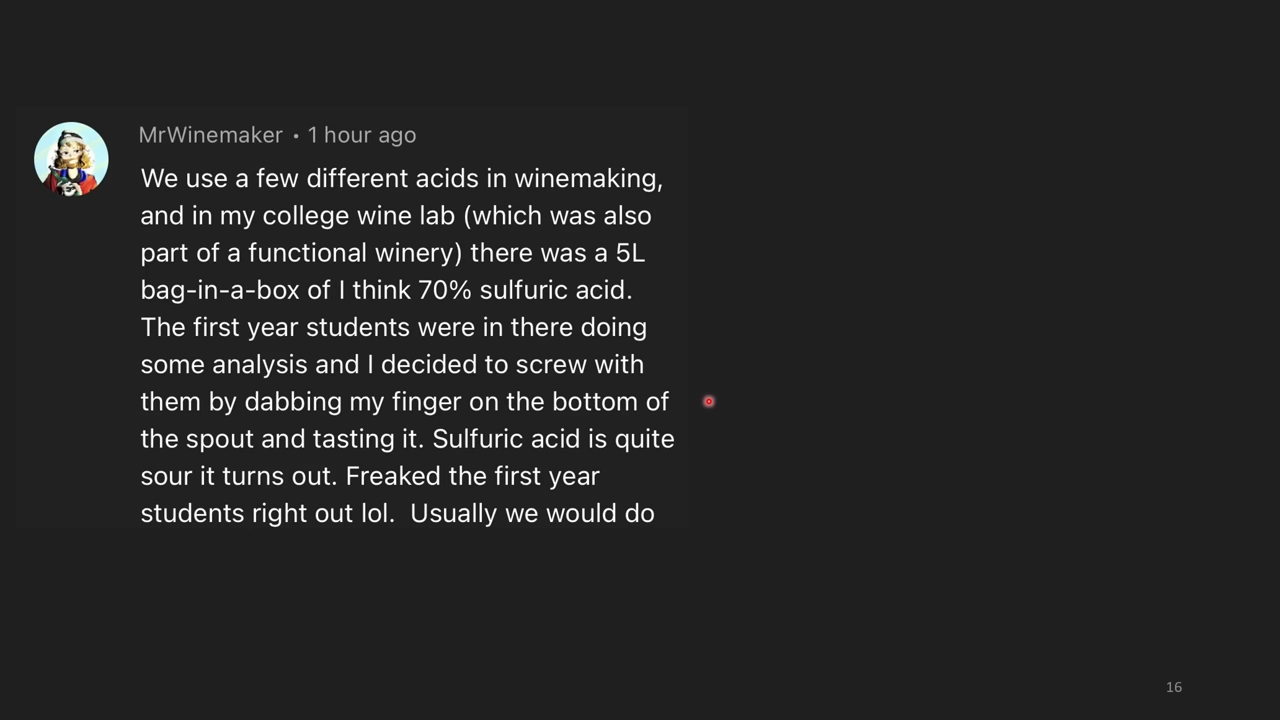 MrWinemaker • 1 hour ago
We use a few different acids in winemaking,
and in my college wine lab (which was also
part of a functional winery) there was a 5L
bag-in-a-box of I think 70% sulfuric acid.
The first year students were in there doing
some analysis and I decided to screw with
them by dabbing my finger on the bottom of
the spout and tasting it. Sulfuric acid is quite
sour it turns out. Freaked the first year
students right out lol.  Usually we would do
16